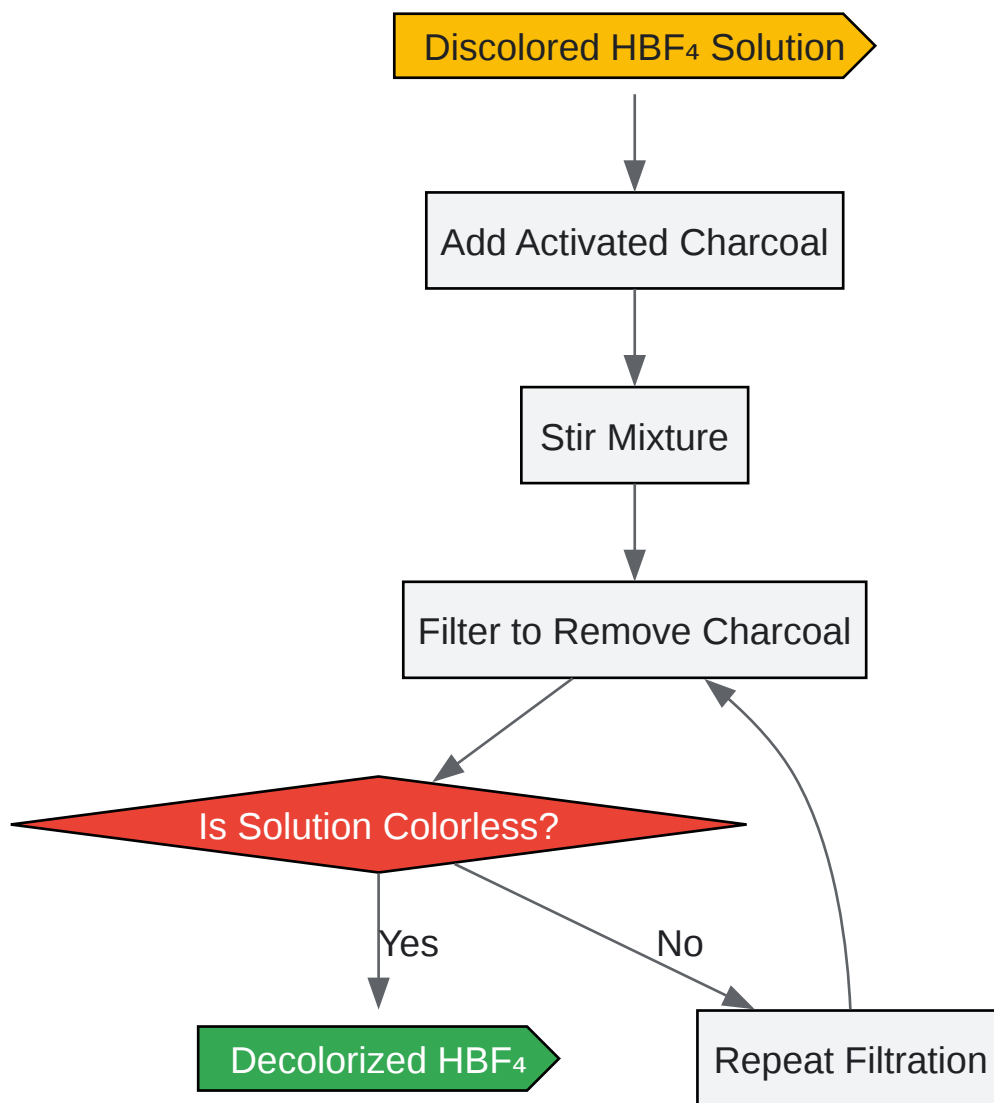 Discolored HBF₄ Solution
Add Activated Charcoal
Stir Mixture
Filter to Remove Charcoal
Is Solution Colorless?
Yes
No
Decolorized HBF₄
Repeat Filtration